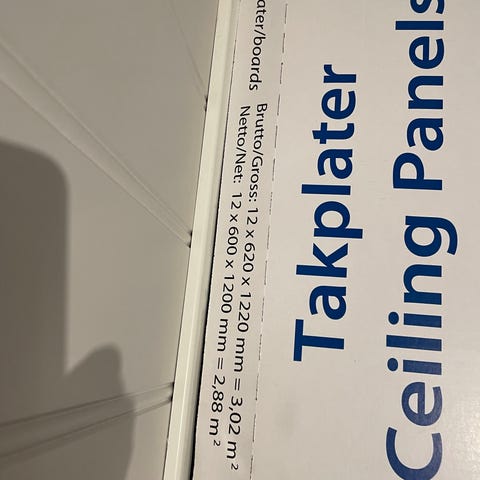 Takplater
Ceiling Panels
ater/boards Brutto/Gross: 12 x 620 x 1220 mm = 3,02 m²
Netto/Net: 12 x 600 x 1200 mm = 2,88 m²